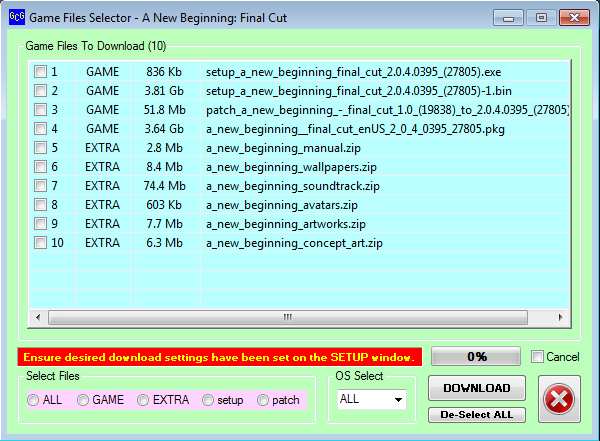 GCG Game Files Selector - A New Beginning: Final Cut
Game Files To Download (10)
1 GAME 836 Kb setup_a_new_beginning_final_cut_2.0.4.0395_(27805).exe
2 GAME 3.81 Gb setup_a_new_beginning_final_cut_2.0.4.0395_(27805)-1.bin
3 GAME 51.8 Mb patch_a_new_beginning_-_final_cut_1.0_(19838)_to_2.0.4.0395_(27805)
4 GAME 3.64 Gb a_new_beginning__final_cut_enUS_2_0_4_0395_27805.pkg
5 EXTRA 2.8 Mb a_new_beginning_manual.zip
6 EXTRA 8.4 Mb a_new_beginning_wallpapers.zip
7 EXTRA 74.4 Mb a_new_beginning_soundtrack.zip
8 EXTRA 603 Kb a_new_beginning_avatars.zip
9 EXTRA 7.7 Mb a_new_beginning_artworks.zip
10 EXTRA 6.3 Mb a_new_beginning_concept_art.zip
Ensure desired download settings have been set on the SETUP window. 0% Cancel
Select Files OS Select
ALL GAME EXTRA setup patch ALL DOWNLOAD
De-Select ALL